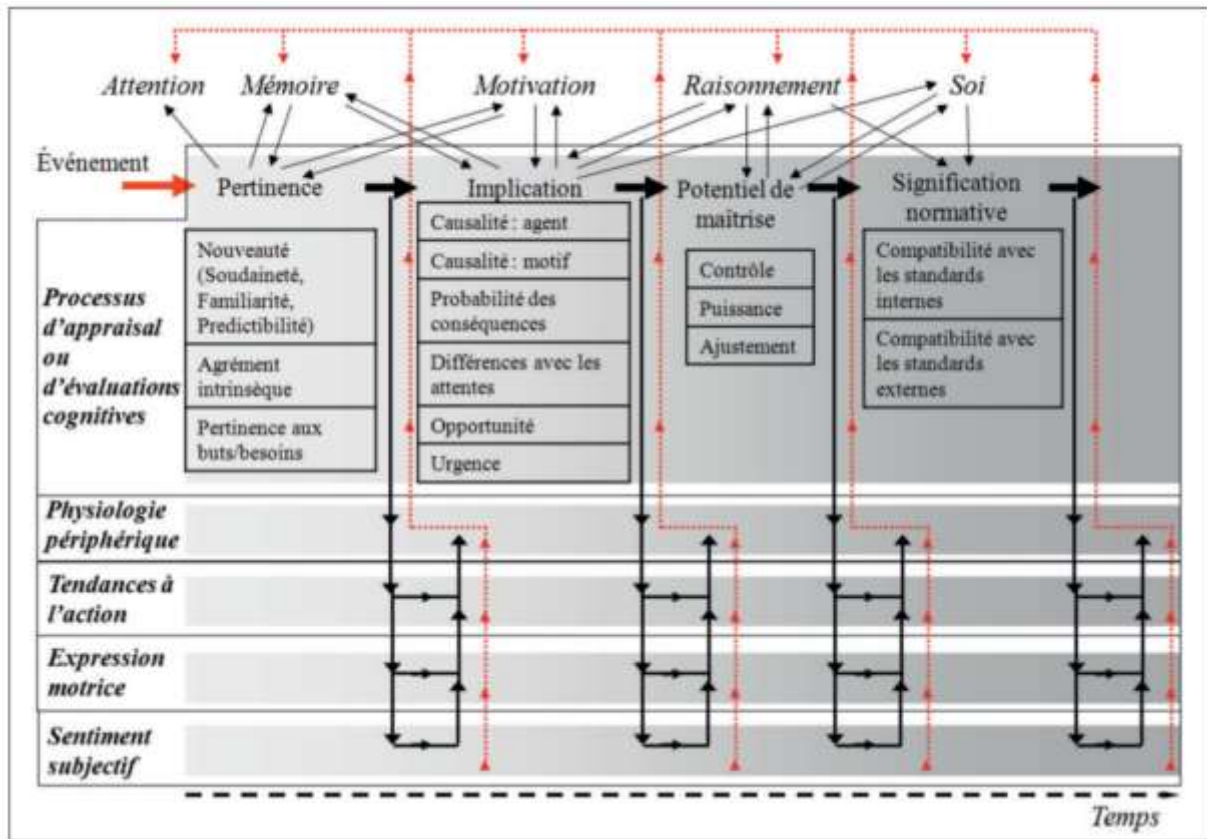 Attention Mémoire Motivation Raisonnement Soi
Événement
Pertinence
Implication
Potentiel de
maîtrise
Signification
normative
Processus
d'appraisal
ou
d'évaluations
cognitives
Nouveauté
(Soudaineté,
Familiarité,
Predictibilité)
Agrément
intrinsèque
Pertinence aux
buts/besoins
Causalité : agent
Causalité : motif
Probabilité des
conséquences
Différences avec les
attentes
Opportunité
Urgence
Contrôle
Puissance
Ajustement
Compatibilité avec
les standards
internes
Compatibilité avec
les standards
externes
Physiologie
périphérique
Tendances à
l'action
Expression
motrice
Sentiment
subjectif
Temps